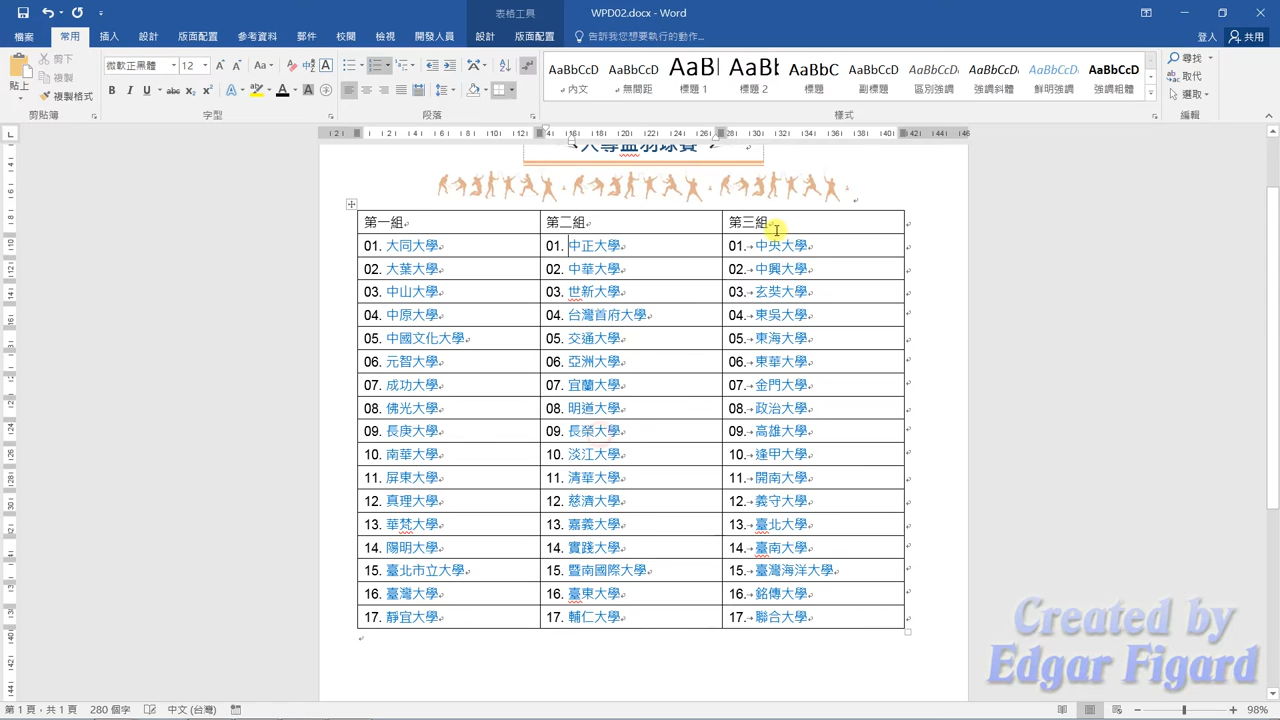 表格工具
WPD02.docx - Word
檔案
常用
插入
設計
版面配置
參考資料
郵件
校閱
檢視
開發人員
設計
版面配置
告訴我您想要執行的動作...
登入
共用
貼上
剪下
複製
複製格式
剪貼簿
微軟正黑體
12
字型
段落
AaBbCcD
內文
AaBbCcD
無間距
AaBl
標題 1
AaBb
標題 2
AaBbC
標題
AaBbCcD
副標題
AaBbCcD
區別強調
AaBbCcD
強調斜體
AaBbCcD
鮮明強調
AaBbCcD
強調粗體
樣式
尋找
取代
選取
編輯
大專盃羽球賽
第一組 第二組 第三組
01. 大同大學 01. 中正大學 01. 中央大學
02. 大葉大學 02. 中華大學 02. 中興大學
03. 中山大學 03. 世新大學 03. 玄奘大學
04. 中原大學 04. 台灣首府大學 04. 東吳大學
05. 中國文化大學 05. 交通大學 05. 東海大學
06. 元智大學 06. 亞洲大學 06. 東華大學
07. 成功大學 07. 宜蘭大學 07. 金門大學
08. 佛光大學 08. 明道大學 08. 政治大學
09. 長庚大學 09. 長榮大學 09. 高雄大學
10. 南華大學 10. 淡江大學 10. 逢甲大學
11. 屏東大學 11. 清華大學 11. 開南大學
12. 真理大學 12. 慈濟大學 12. 義守大學
13. 華梵大學 13. 嘉義大學 13. 臺北大學
14. 陽明大學 14. 實踐大學 14. 臺南大學
15. 臺北市立大學 15. 暨南國際大學 15. 臺灣海洋大學
16. 臺灣大學 16. 臺東大學 16. 銘傳大學
17. 靜宜大學 17. 輔仁大學 17. 聯合大學
Created by
Edgar Figard
第 1 頁，共 1 頁
280 個字
中文 (台灣)
98%